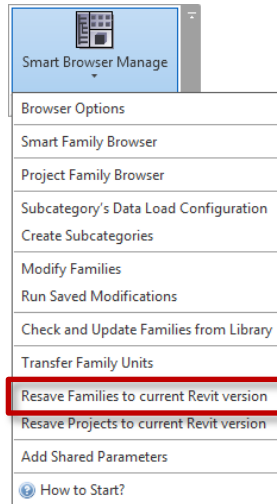 Smart Browser Manage
Browser Options
Smart Family Browser
Project Family Browser
Subcategory's Data Load Configuration
Create Subcategories
Modify Families
Run Saved Modifications
Check and Update Families from Library
Transfer Family Units
Resave Families to current Revit version
Resave Projects to current Revit version
Add Shared Parameters
How to Start?